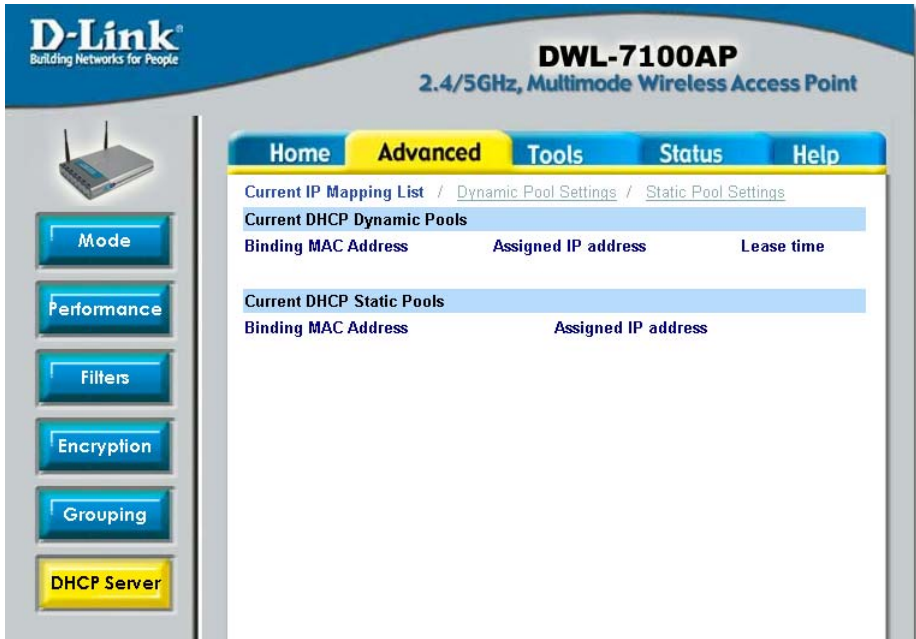 D-Link®
Building Networks for People
DWL-7100AP
2.4/5GHz, Multimode Wireless Access Point
Home Advanced Tools Status Help
Current IP Mapping List / Dynamic Pool Settings / Static Pool Settings
Current DHCP Dynamic Pools
Binding MAC Address Assigned IP address Lease time
Current DHCP Static Pools
Binding MAC Address Assigned IP address
Mode
Performance
Filters
Encryption
Grouping
DHCP Server